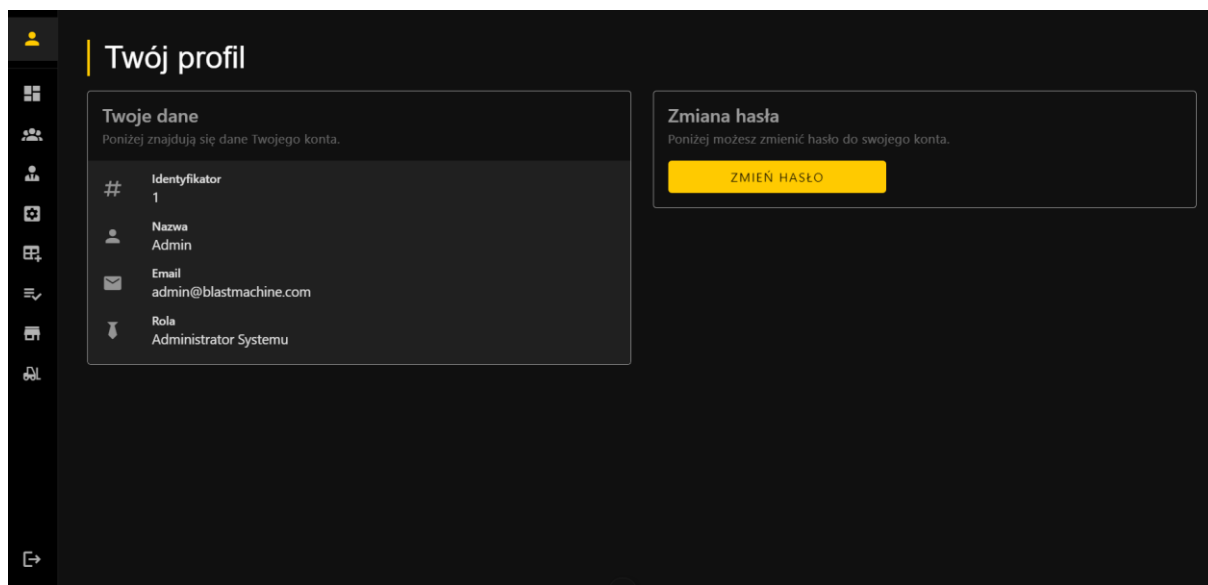 Twój profil
Twoje dane
Poniżej znajdują się dane Twojego konta.
Identyfikator
1
Nazwa
Admin
Email
admin@blastmachine.com
Rola
Administrator Systemu
Zmiana hasła
Poniżej możesz zmienić hasło do swojego konta.
ZMIEŃ HASŁO